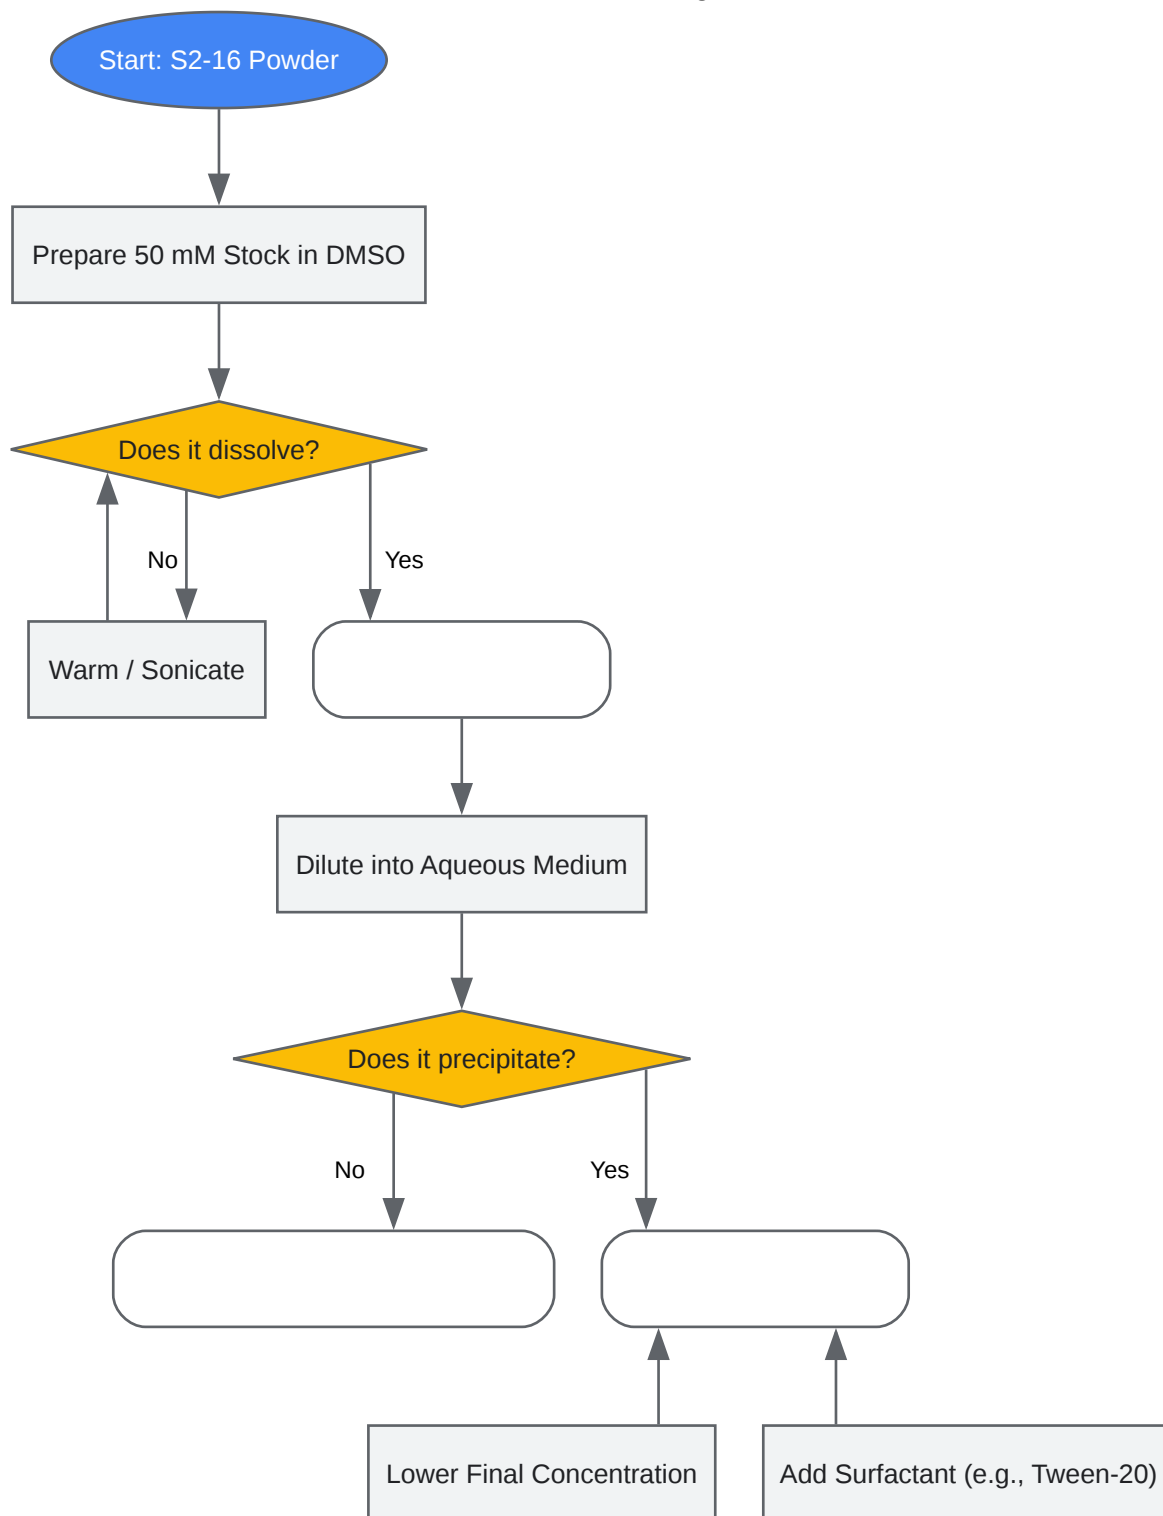 Start: S2-16 Powder
Prepare 50 mM Stock in DMSO
Does it dissolve?
No
Yes
Warm / Sonicate
Dilute into Aqueous Medium
Does it precipitate?
No
Yes
Lower Final Concentration
Add Surfactant (e.g., Tween-20)